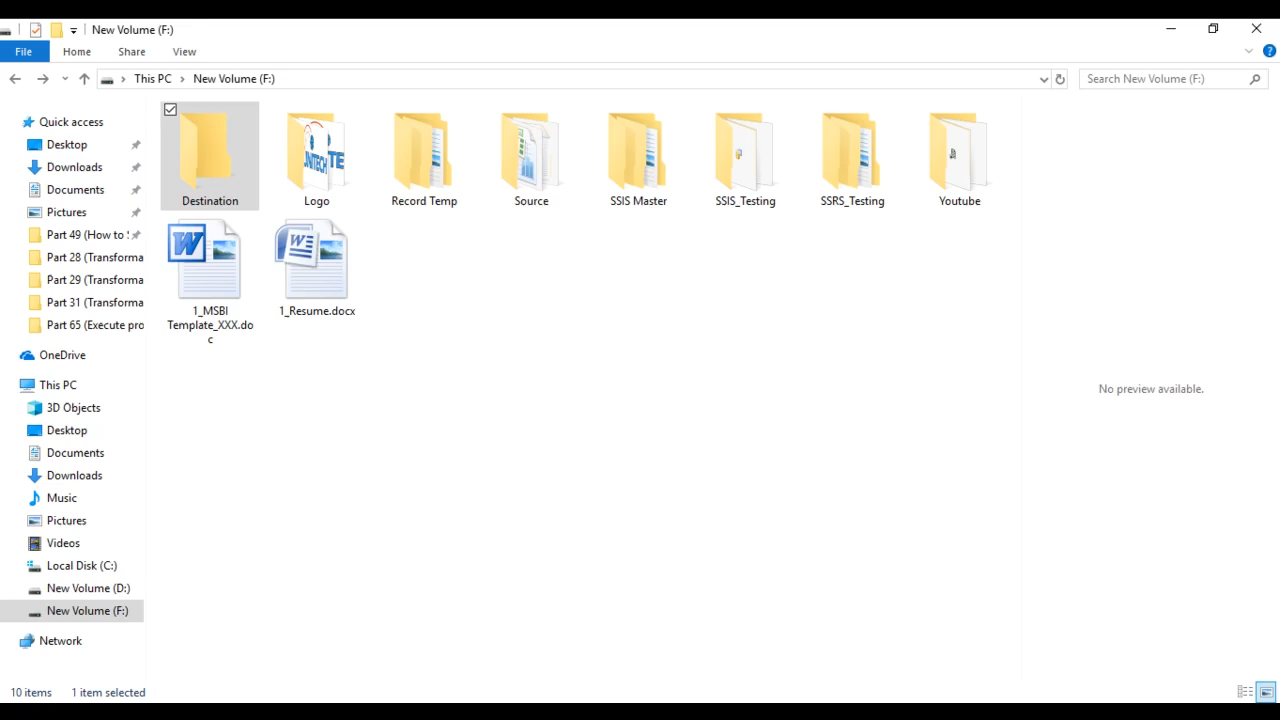 New Volume (F:)
File Home Share View
This PC New Volume (F:)
Search New Volume (F:)
Quick access
Desktop
Downloads
Documents
Pictures
Part 49 (How to
Part 28 (Transforma
Part 29 (Transforma
Part 31 (Transforma
Part 65 (Execute pro
OneDrive
This PC
3D Objects
Desktop
Documents
Downloads
Music
Pictures
Videos
Local Disk (C:)
New Volume (D:)
New Volume (F:)
Network
Destination
Logo
Record Temp
Source
SSIS Master
SSIS_Testing
SSRS_Testing
Youtube
1_MSBI
Template_XXX.do
c
1_Resume.docx
No preview available.
10 items 1 item selected